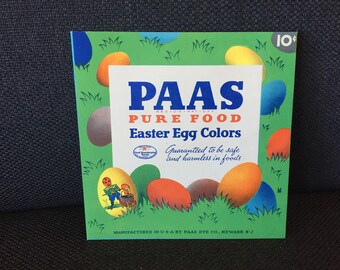 10¢
PAAS
PURE FOOD
Easter Egg Colors
Guaranteed to be safe
and harmless in foods
MANUFACTURED IN U·S·A·BY PAAS DYE CO., NEWARK N·J